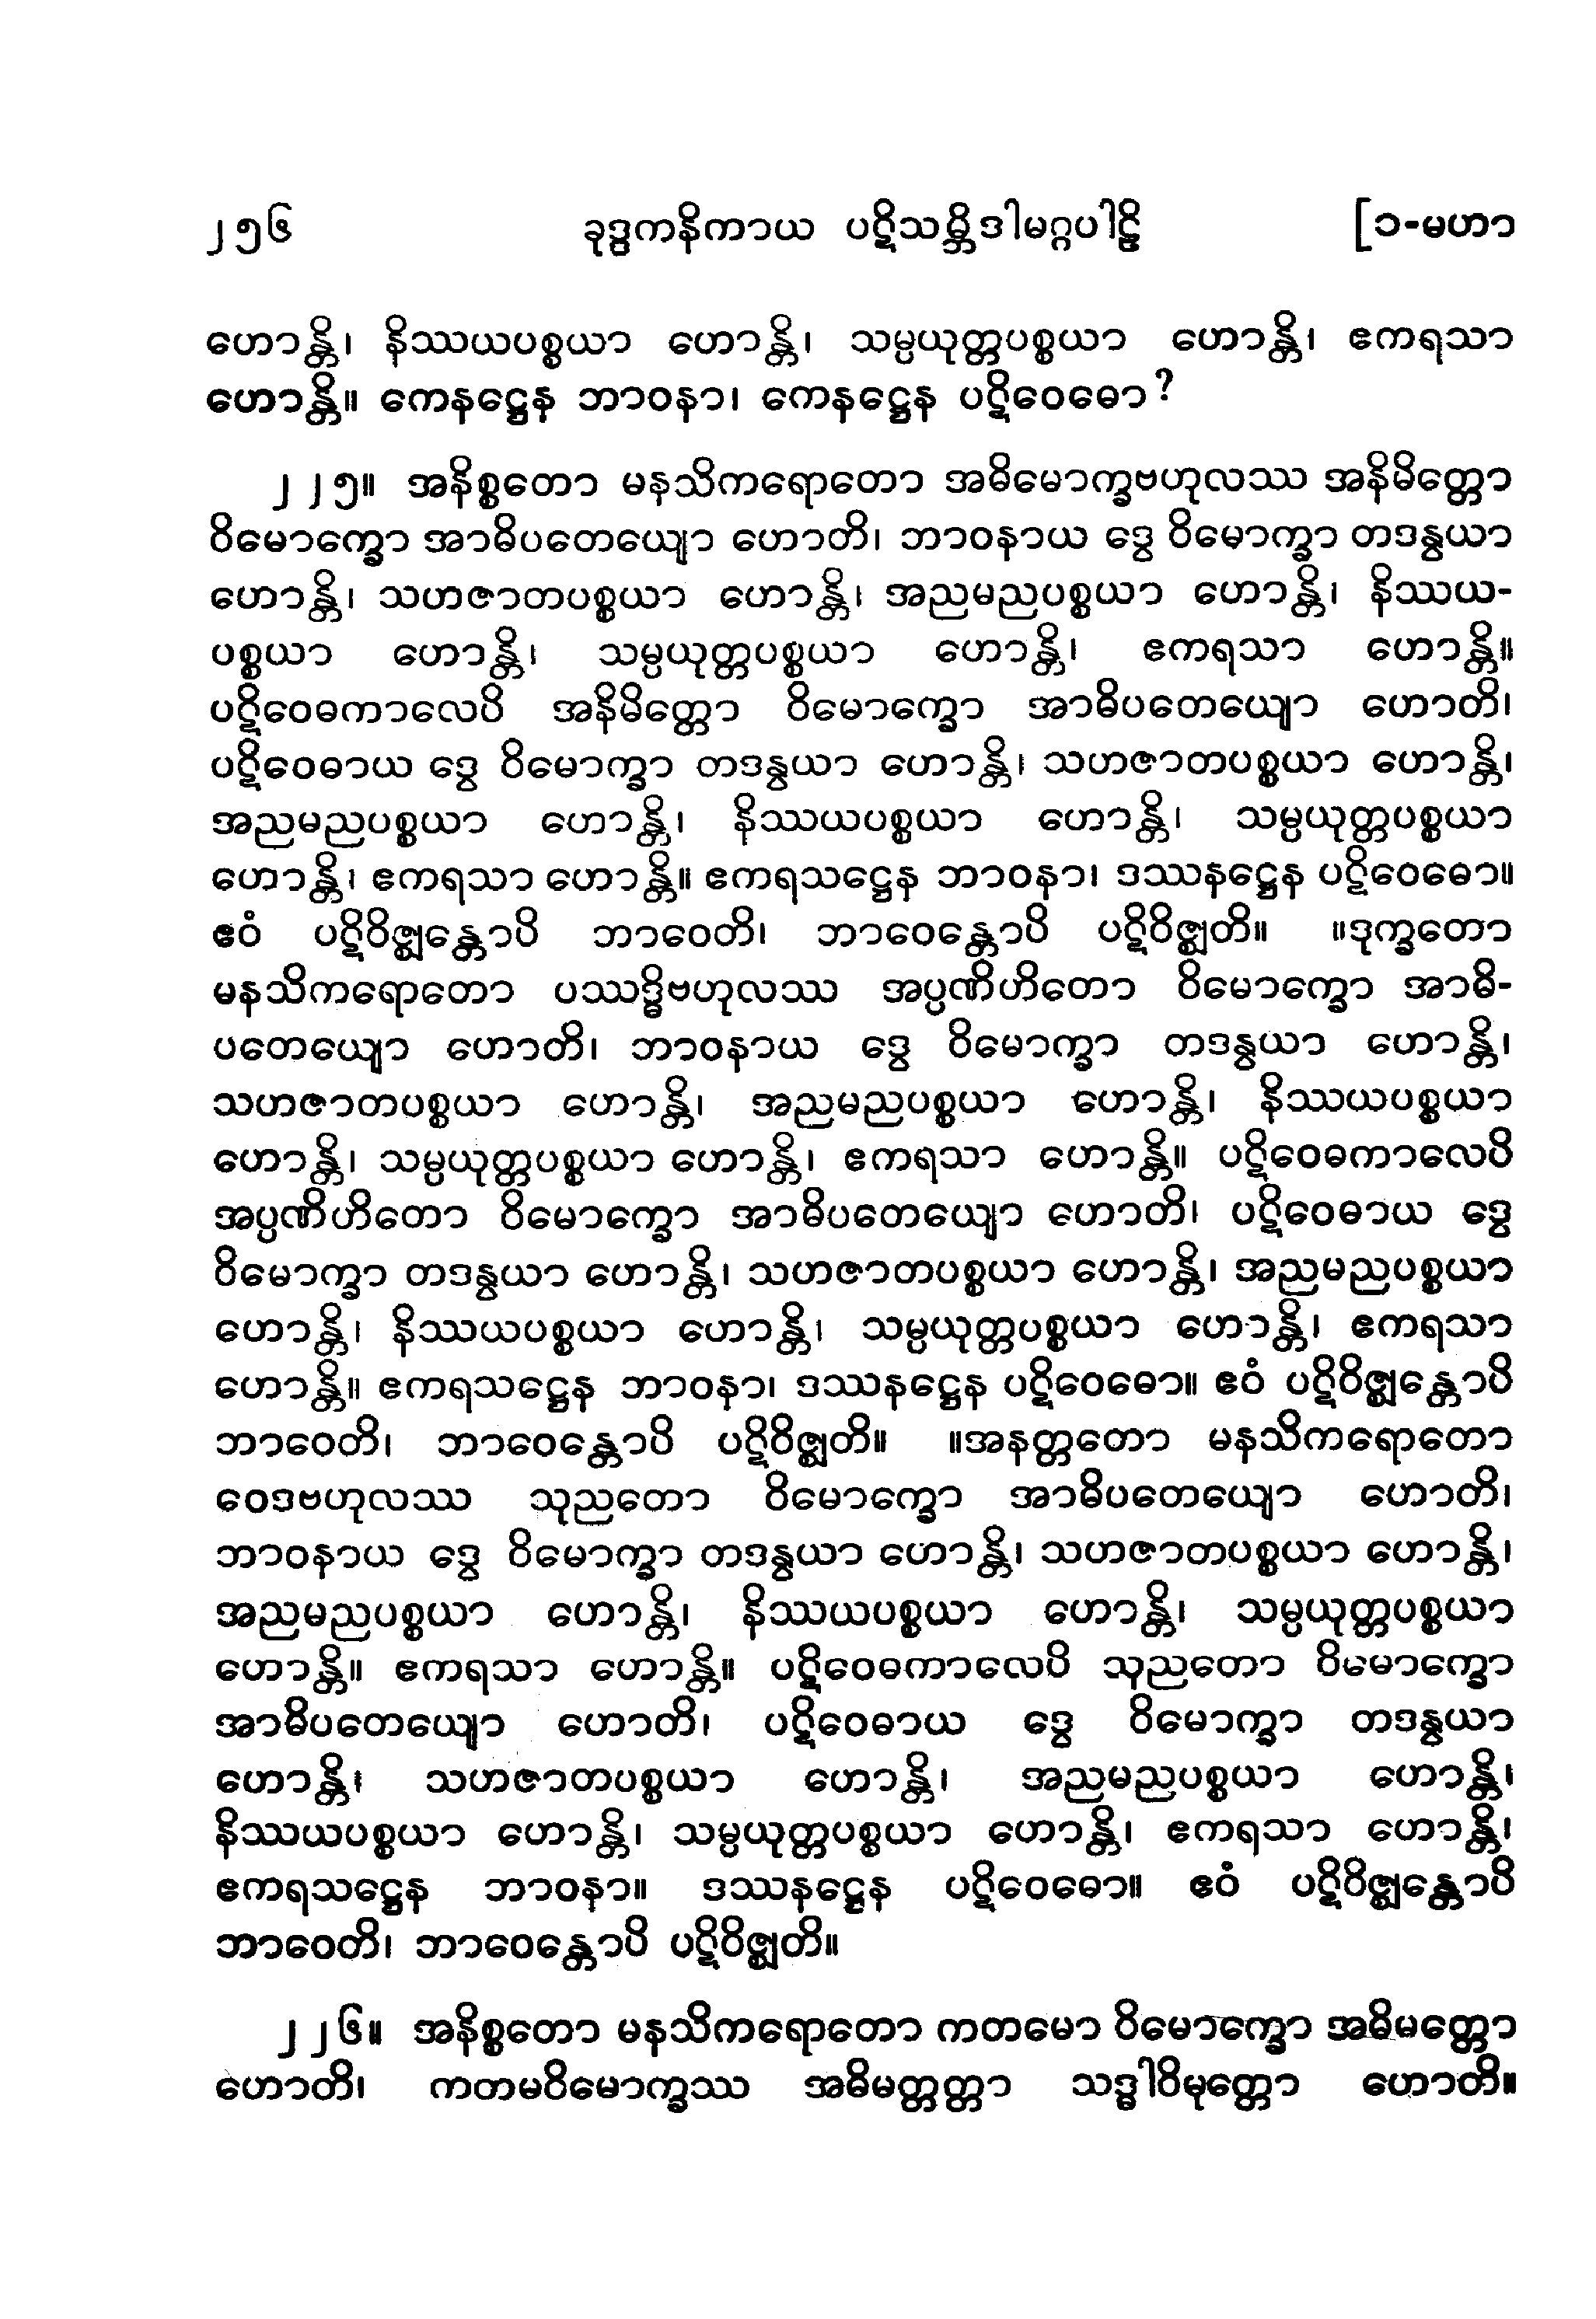 ၂၅၆ ခုဒ္ဒကနိကာယ ပဋိသမ္ဘိဒါမဂ္ဂပါဠိ [၁-မဟာ
ဟောန္တိ၊ နိဿယပစ္စယာ ဟောန္တိ၊ သမ္ပယုတ္တပစ္စယာ ဟောန္တိ၊ ဧကရသာ
ဟောန္တိ။ ကေနဋ္ဌေန ဘာဝနာ၊ ကေနဋ္ဌေန ပဋိဝေဓော?
၂၂၅။ အနိစ္စတော မနသိကရောတော အဓိမောက္ခဗဟုလဿ အနိမိတ္တော
ဝိမောက္ခော အာဓိပတေယျော ဟောတိ၊ ဘာဝနာယ ဒွေ ဝိမောက္ခာ တဒန္ဝယာ
ဟောန္တိ၊ သဟဇာတပစ္စယာ ဟောန္တိ၊ အညမညပစ္စယာ ဟောန္တိ၊ နိဿယ-
ပစ္စယာ ဟောန္တိ၊ သမ္ပယုတ္တပစ္စယာ ဟောန္တိ၊ ဧကရသာ ဟောန္တိ။
ပဋိဝေဓကာလေပိ အနိမိတ္တော ဝိမောက္ခော အာဓိပတေယျော ဟောတိ၊
ပဋိဝေဓာယ ဒွေ ဝိမောက္ခာ တဒန္ဝယာ ဟောန္တိ၊ သဟဇာတပစ္စယာ ဟောန္တိ၊
အညမညပစ္စယာ ဟောန္တိ၊ နိဿယပစ္စယာ ဟောန္တိ၊ သမ္ပယုတ္တပစ္စယာ
ဟောန္တိ၊ ဧကရသာ ဟောန္တိ။ ဧကရသဋ္ဌေန ဘာဝနာ၊ ဒဿနဋ္ဌေန ပဋိဝေဓော။
ဧဝံ ပဋိဝိဇ္ဈန္တောပိ ဘာဝေတိ၊ ဘာဝေန္တောပိ ပဋိဝိဇ္ဈတိ။ ။ဒုက္ခတော
မနသိကရောတော ပဿဒ္ဓိဗဟုလဿ အပ္ပဏိဟိတော ဝိမောက္ခော အာဓိ-
ပတေယျော ဟောတိ၊ ဘာဝနာယ ဒွေ ဝိမောက္ခာ တဒန္ဝယာ ဟောန္တိ၊
သဟဇာတပစ္စယာ ဟောန္တိ၊ အညမညပစ္စယာ ဟောန္တိ၊ နိဿယပစ္စယာ
ဟောန္တိ၊ သမ္ပယုတ္တပစ္စယာ ဟောန္တိ၊ ဧကရသာ ဟောန္တိ။ ပဋိဝေဓကာလေပိ
အပ္ပဏိဟိတော ဝိမောက္ခော အာဓိပတေယျော ဟောတိ၊ ပဋိဝေဓာယ ဒွေ
ဝိမောက္ခာ တဒန္ဝယာ ဟောန္တိ၊ သဟဇာတပစ္စယာ ဟောန္တိ၊ အညမညပစ္စယာ
ဟောန္တိ၊ နိဿယပစ္စယာ ဟောန္တိ၊ သမ္ပယုတ္တပစ္စယာ ဟောန္တိ၊ ဧကရသာ
ဟောန္တိ။ ဧကရသဋ္ဌေန ဘာဝနာ၊ ဒဿနဋ္ဌေန ပဋိဝေဓော။ ဧဝံ ပဋိဝိဇ္ဈန္တောပိ
ဘာဝေတိ၊ ဘာဝေန္တောပိ ပဋိဝိဇ္ဈတိ။ ။အနတ္တတော မနသိကရောတော
ဝေဒဗဟုလဿ သုညတော ဝိမောက္ခော အာဓိပတေယျော ဟောတိ၊
ဘာဝနာယ ဒွေ ဝိမောက္ခာ တဒန္ဝယာ ဟောန္တိ၊ သဟဇာတပစ္စယာ ဟောန္တိ၊
အညမညပစ္စယာ ဟောန္တိ၊ နိဿယပစ္စယာ ဟောန္တိ၊ သမ္ပယုတ္တပစ္စယာ
ဟောန္တိ။ ဧကရသာ ဟောန္တိ။ ပဋိဝေဓကာလေပိ သုညတော ဝိမောက္ခော
အာဓိပတေယျော ဟောတိ၊ ပဋိဝေဓာယ ဒွေ ဝိမောက္ခာ တဒန္ဝယာ
ဟောန္တိ၊ သဟဇာတပစ္စယာ ဟောန္တိ၊ အညမညပစ္စယာ ဟောန္တိ၊
နိဿယပစ္စယာ ဟောန္တိ၊ သမ္ပယုတ္တပစ္စယာ ဟောန္တိ၊ ဧကရသာ ဟောန္တိ၊
ဧကရသဋ္ဌေန ဘာဝနာ။ ဒဿနဋ္ဌေန ပဋိဝေဓော။ ဧဝံ ပဋိဝိဇ္ဈန္တောပိ
ဘာဝေတိ၊ ဘာဝေန္တောပိ ပဋိဝိဇ္ဈတိ။
၂၂၆။ အနိစ္စတော မနသိကရောတော ကတမော ဝိမောက္ခော အဓိမတ္တော
ဟောတိ၊ ကတမဝိမောက္ခဿ အဓိမတ္တတ္တာ သဒ္ဓါဝိမုတ္တော ဟောတိ။